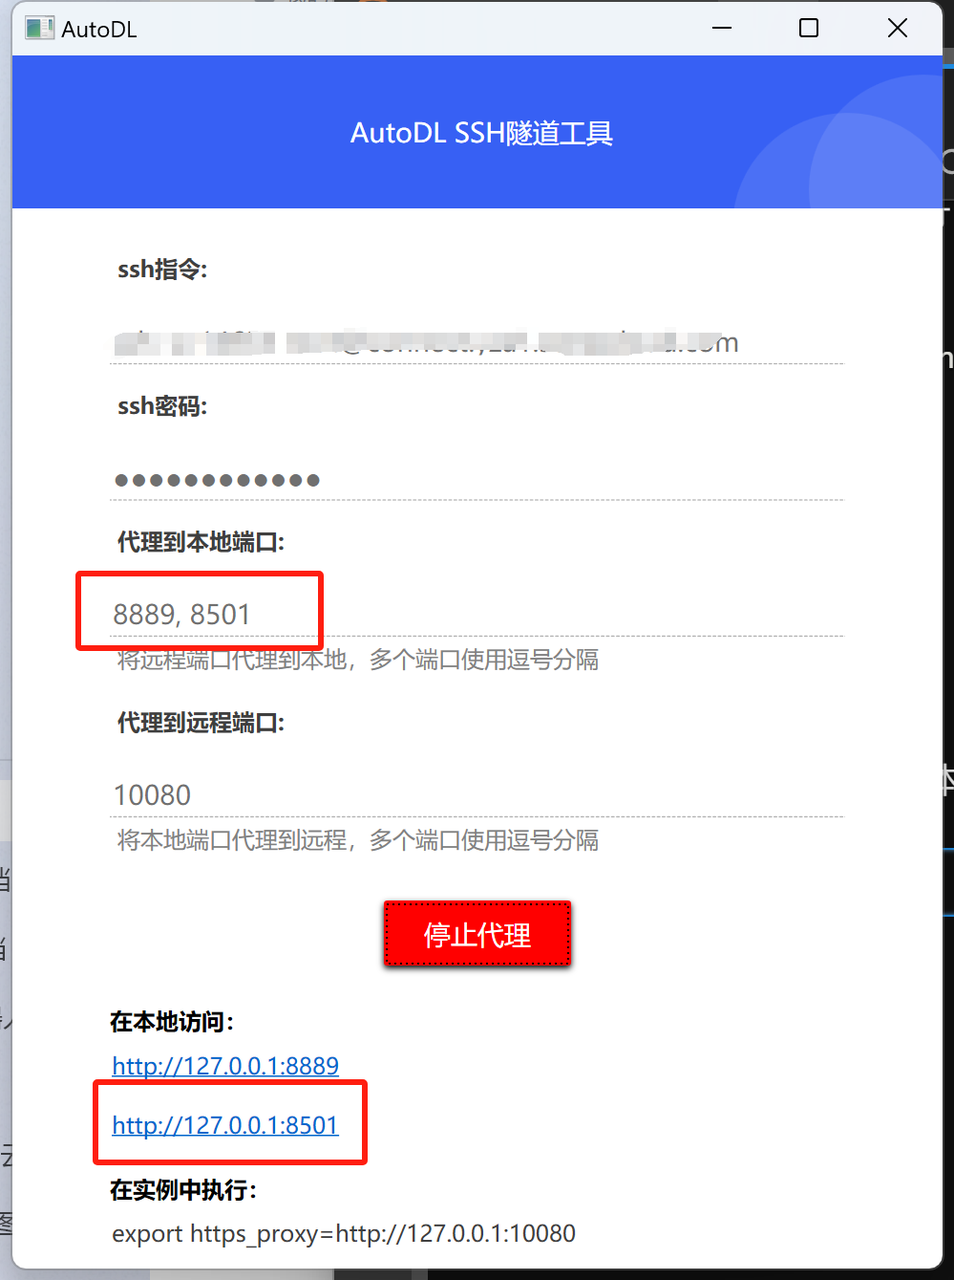 AutoDL
AutoDL SSH隧道工具
ssh指令:
ssh密码:
●●●●●●●●●●●●
代理到本地端口:
8889, 8501
将远程端口代理到本地，多个端口使用逗号分隔
代理到远程端口:
10080
将本地端口代理到远程，多个端口使用逗号分隔
停止代理
在本地访问：
http://127.0.0.1:8889
http://127.0.0.1:8501
在实例中执行：
export https_proxy=http://127.0.0.1:10080